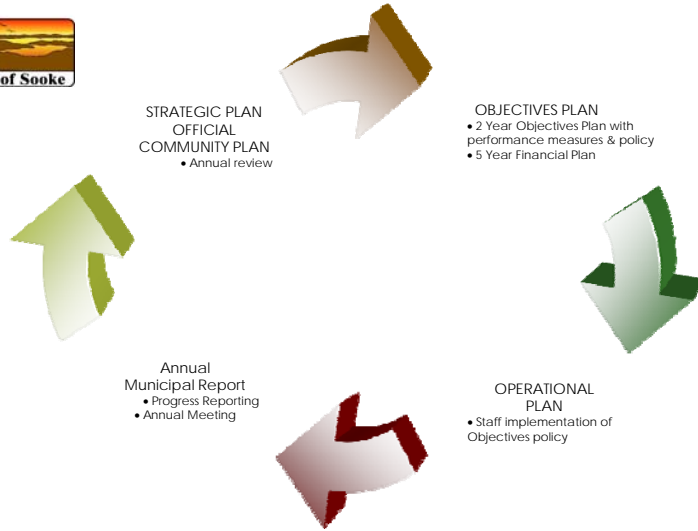 of Sooke
STRATEGIC PLAN
OFFICIAL
COMMUNITY PLAN
• Annual review
OBJECTIVES PLAN
• 2 Year Objectives Plan with
performance measures & policy
• 5 Year Financial Plan
Annual
Municipal Report
• Progress Reporting
• Annual Meeting
OPERATIONAL
PLAN
• Staff implementation of
Objectives policy